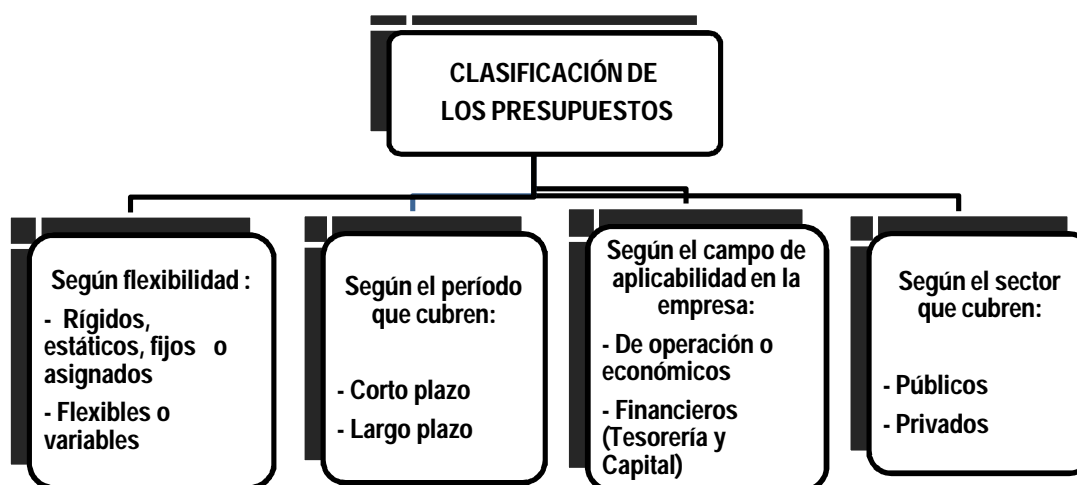 CLASIFICACIÓN DE
LOS PRESUPUESTOS
Según flexibilidad :
- Rígidos,
estáticos, fijos o
asignados
- Flexibles o
variables
Según el período
que cubren:
- Corto plazo
- Largo plazo
Según el campo de
aplicabilidad en la
empresa:
- De operación o
económicos
- Financieros
(Tesorería y
Capital)
Según el sector
que cubren:
- Públicos
- Privados